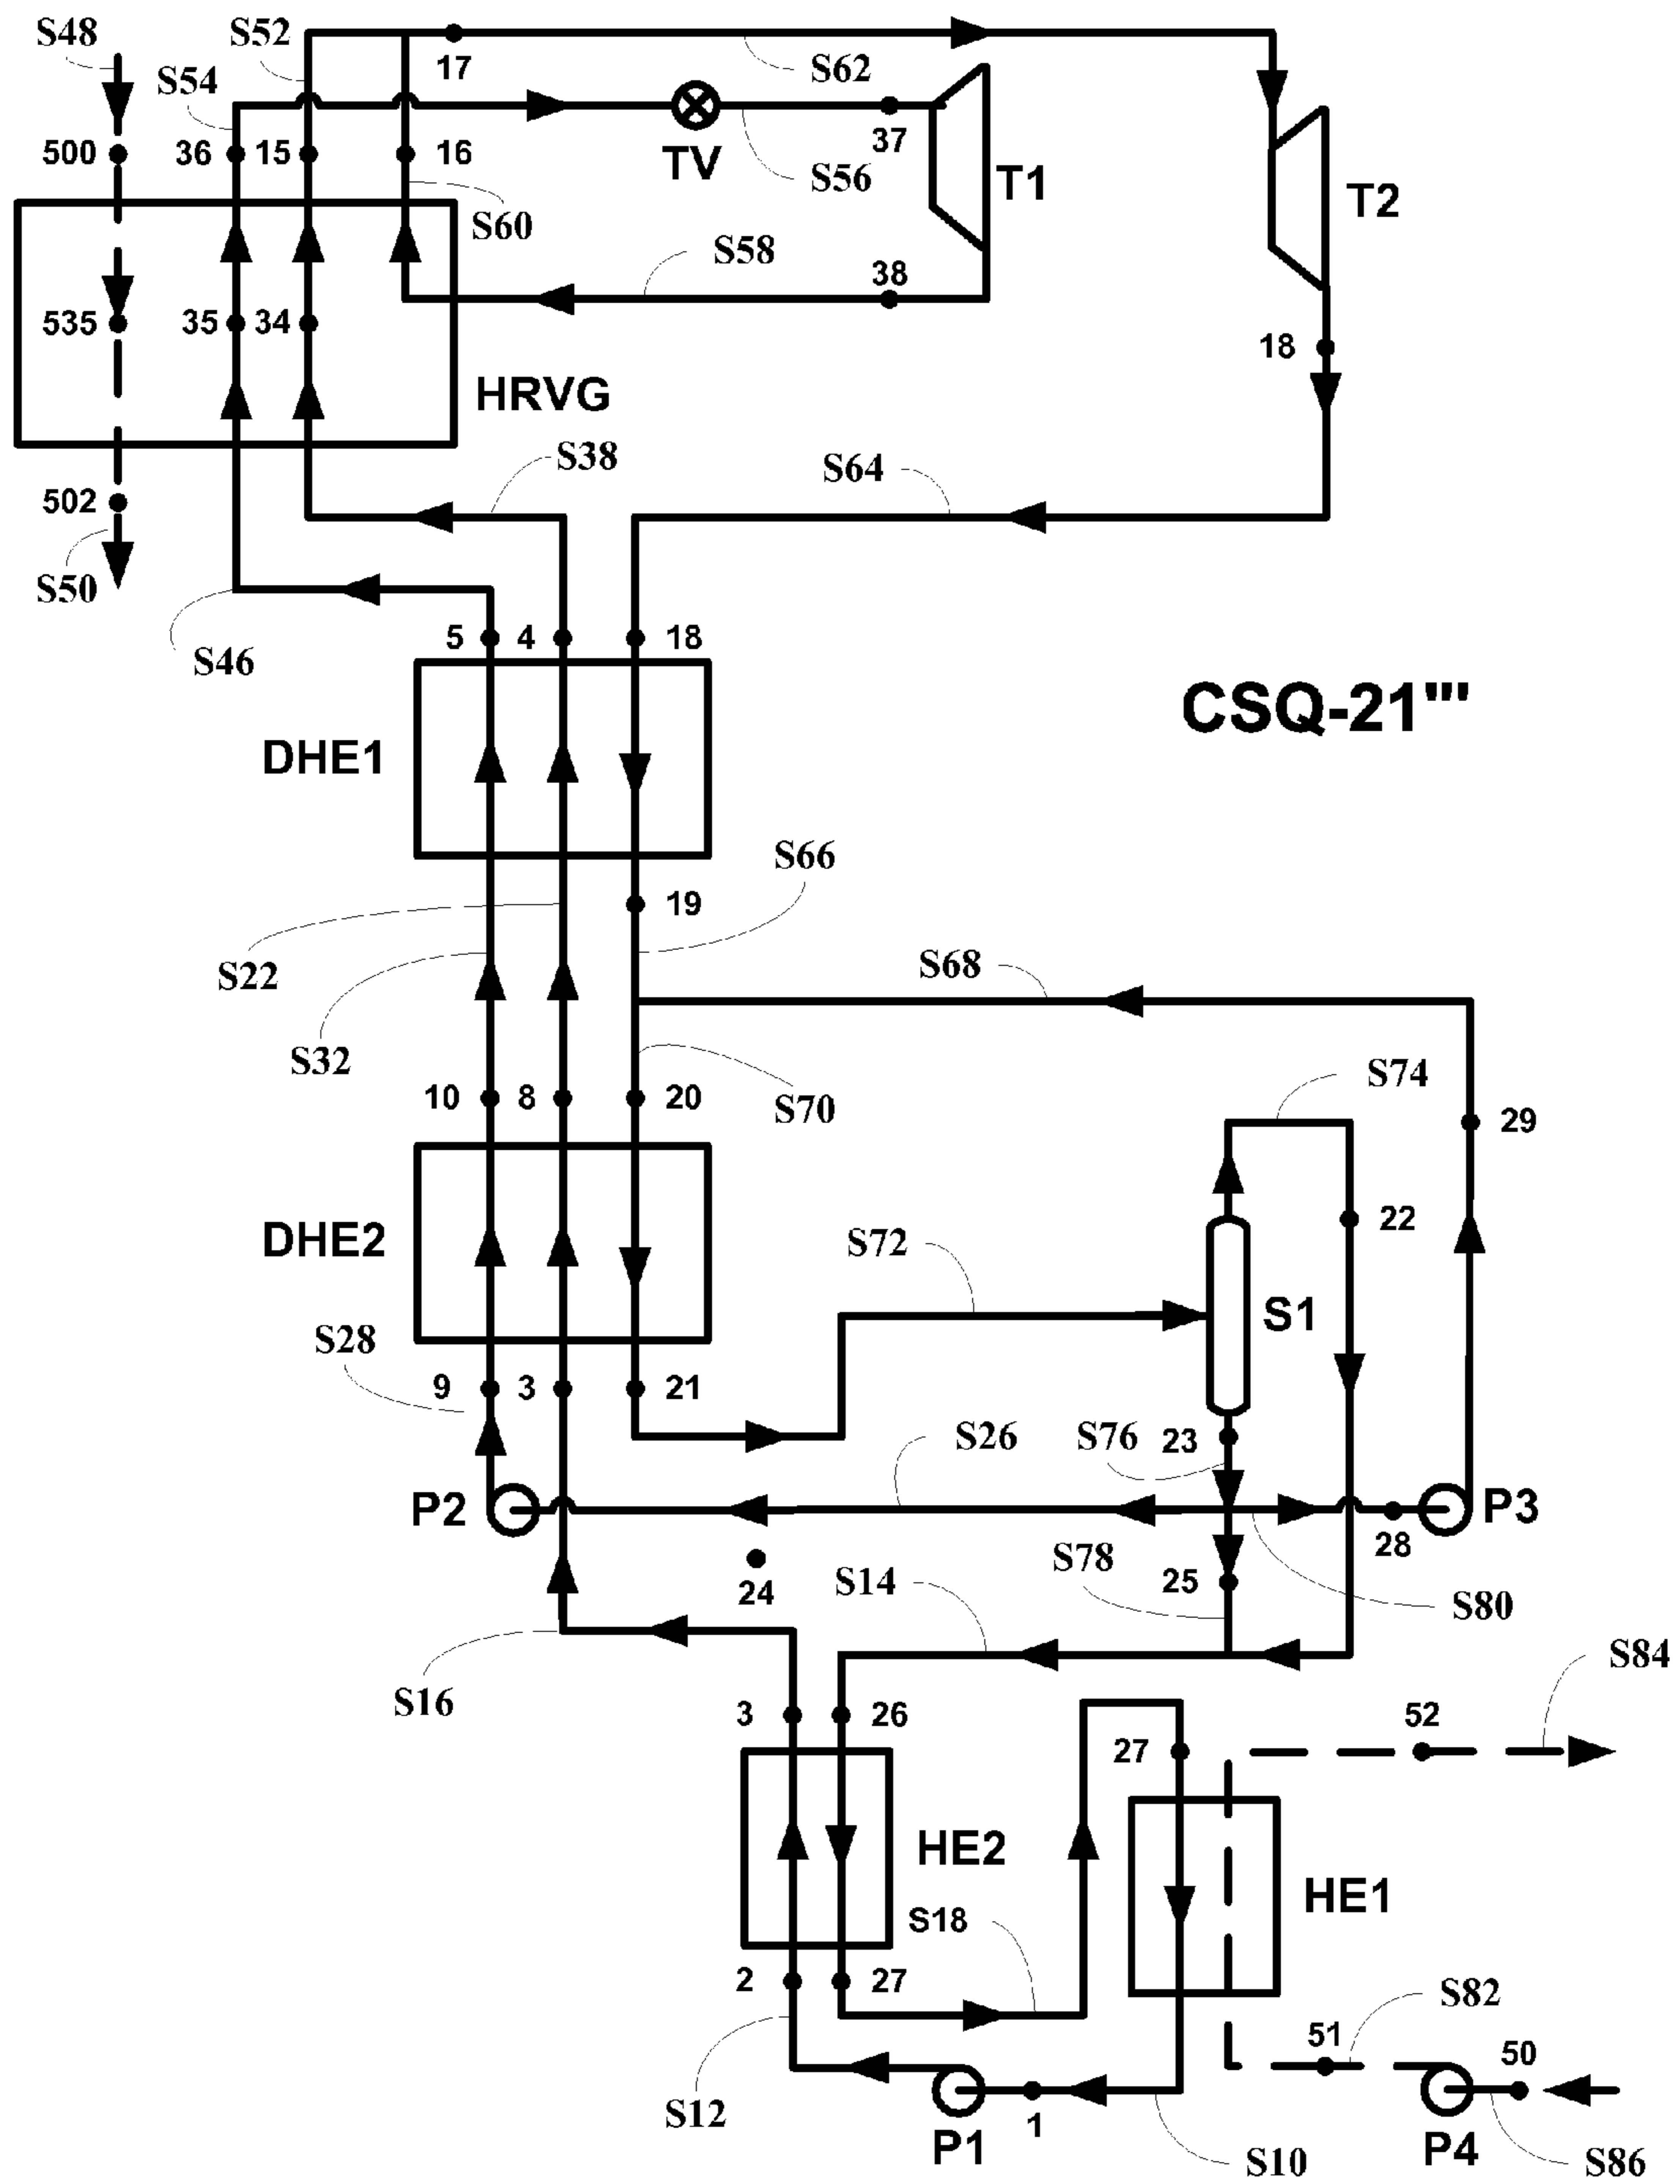 S48
S52
17
S62
S54
500
36
15
16
TV
37
S56
T1
T2
S60
S58
38
535
35
34
18
HRVG
S38
S64
502
S50
S46
5
4
18
CSQ-21'''
DHE1
S66
19
S22
S68
S32
S74
10
8
20
S70
29
22
DHE2
S72
S1
S28
9
3
21
S26
S76
23
P2
P3
28
24
S78
25
S14
S80
S84
S16
3
26
52
27
HE2
HE1
S18
2
27
S82
51
50
S12
1
P1
P4
S10
S86